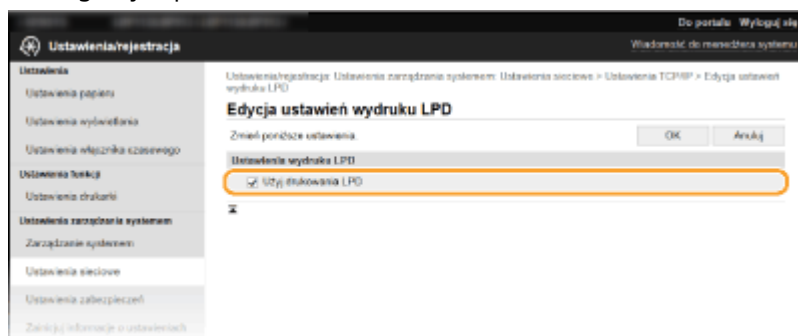 Do portalu Wyloguj się
Ustawienia/rejestracja
Wiadomość do menedżera systemu
Ustawienia
Ustawienia papieru
Ustawienia wyświetlania
Ustawienia włącznika czasowego
Ustawienia funkcji
Ustawienia drukarki
Ustawienia zarządzania systemem
Zarządzanie systemem
Ustawienia sieciowe
Ustawienia zabezpieczeń
Zainicjuj informacje o ustawieniach
Ustawienia/rejestracja: Ustawienia zarządzania systemem: Ustawienia sieciowe > Ustawienia TCP/IP > Edycja ustawień
wydruku LPD
Edycja ustawień wydruku LPD
Zmień poniższe ustawienia.
OK Anuluj
Ustawienia wydruku LPD
Użyj drukowania LPD